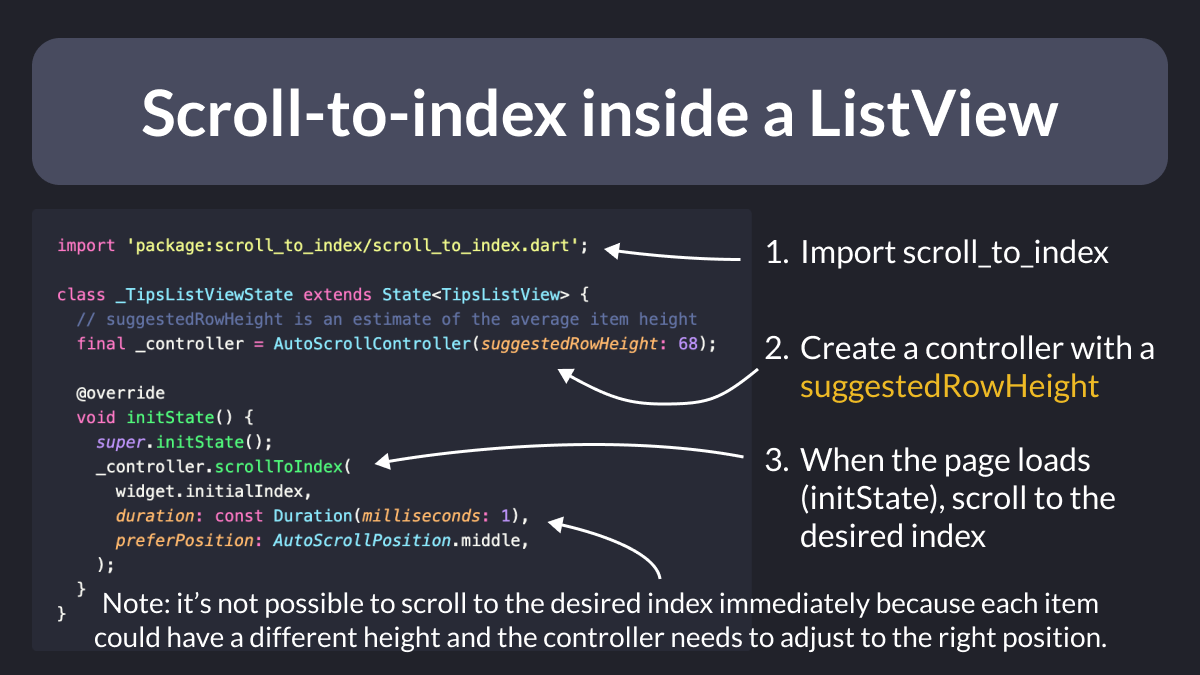 Scroll-to-index inside a ListView
import 'package:scroll_to_index/scroll_to_index.dart';
class _TipsListViewState extends State<TipsListView> {
// suggestedRowHeight is an estimate of the average item height
final _controller = AutoScrollController(suggestedRowHeight: 68);
@override
void initState() {
super.initState();
_controller.scrollToIndex(
widget.initialIndex,
duration: const Duration(milliseconds: 1),
preferPosition: AutoScrollPosition.middle,
);
}
}
1. Import scroll_to_index
2. Create a controller with a
suggestedRowHeight
3. When the page loads
(initState), scroll to the
desired index
Note: it’s not possible to scroll to the desired index immediately because each item
could have a different height and the controller needs to adjust to the right position.